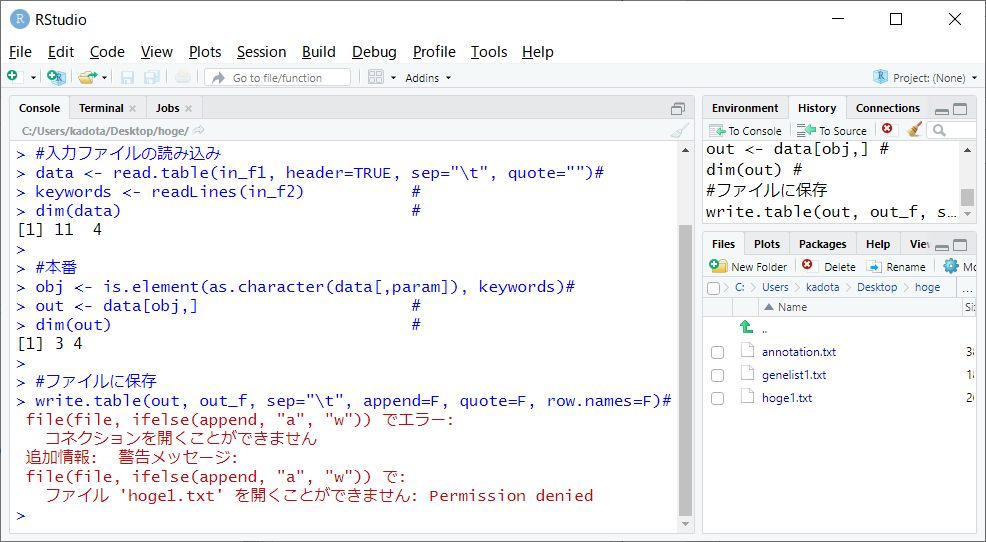 RStudio
File Edit Code View Plots Session Build Debug Profile Tools Help
Go to file/function Addins Project: (None)
Console Terminal Jobs
C:/Users/kadota/Desktop/hoge/
> #入力ファイルの読み込み
> data <- read.table(in_f1, header=TRUE, sep="\t", quote="")#
> keywords <- readLines(in_f2) #
> dim(data) #
[1] 11 4
>
> #本番
> obj <- is.element(as.character(data[,param]), keywords)#
> out <- data[obj,] #
> dim(out) #
[1] 3 4
>
> #ファイルに保存
> write.table(out, out_f, sep="\t", append=F, quote=F, row.names=F)#
file(file, ifelse(append, "a", "w")) でエラー:
コネクションを開くことができません
追加情報: 警告メッセージ:
file(file, ifelse(append, "a", "w")) で:
ファイル 'hoge1.txt' を開くことができません: Permission denied
>
Environment History Connections
To Console To Source
out <- data[obj,] #
dim(out) #
#ファイルに保存
write.table(out, out_f, s…
Files Plots Packages Help
New Folder Delete Rename Mo
C: Users kadota Desktop hoge ...
Name
..
annotation.txt
genelist1.txt
hoge1.txt